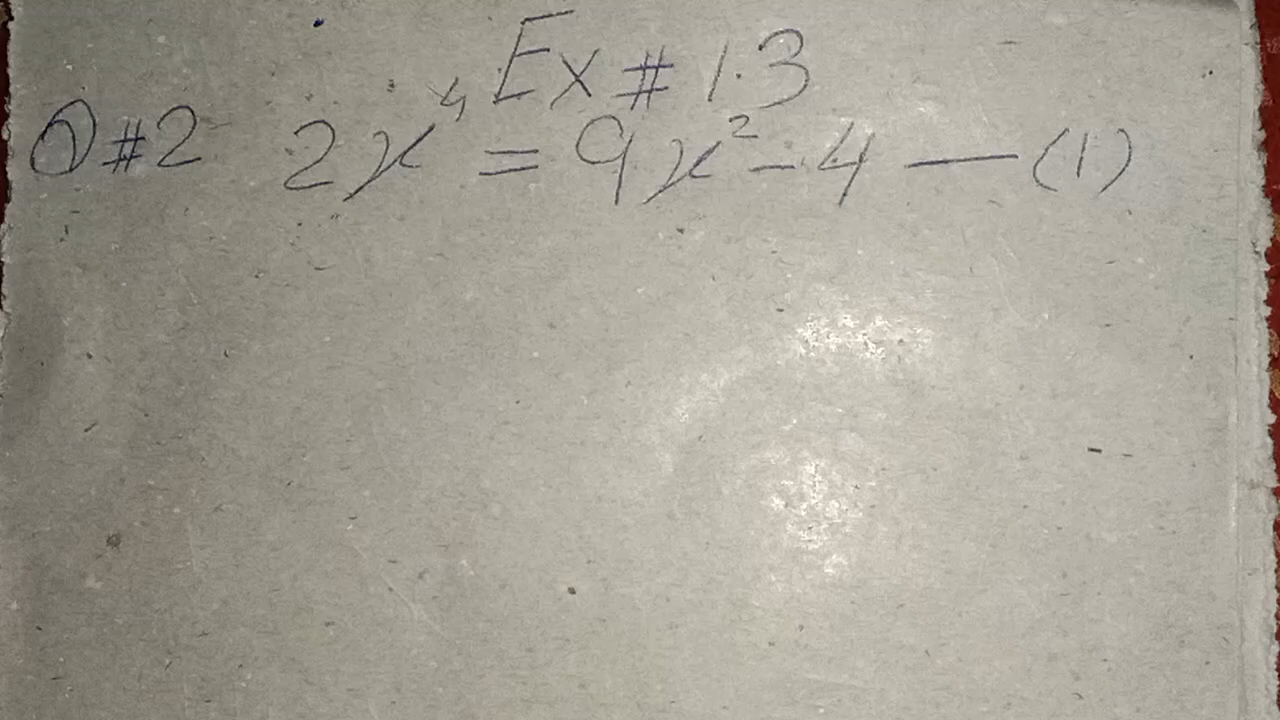 Ex # 1.3
Q#2 2x⁴ = 9x² - 4 — (1)